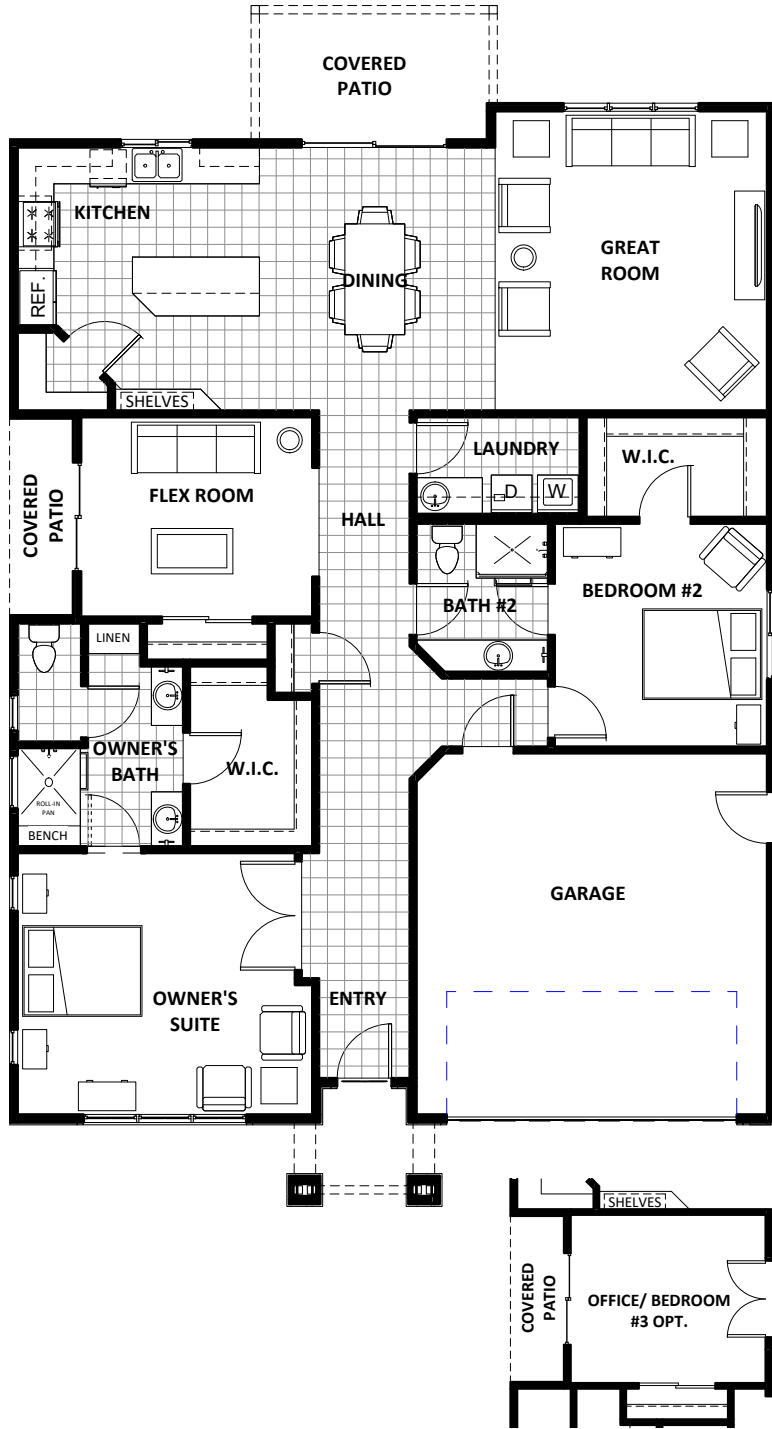 COVERED
PATIO
KITCHEN
GREAT
ROOM
DINING
REF.
SHELVES
LAUNDRY
W.I.C.
FLEX ROOM
D
W
COVERED
PATIO
HALL
BATH #2
BEDROOM #2
LINEN
OWNER'S
BATH
W.I.C.
ROLL-IN
PAN
BENCH
GARAGE
OWNER'S
SUITE
ENTRY
SHELVES
COVERED
PATIO
OFFICE/ BEDROOM
#3 OPT.